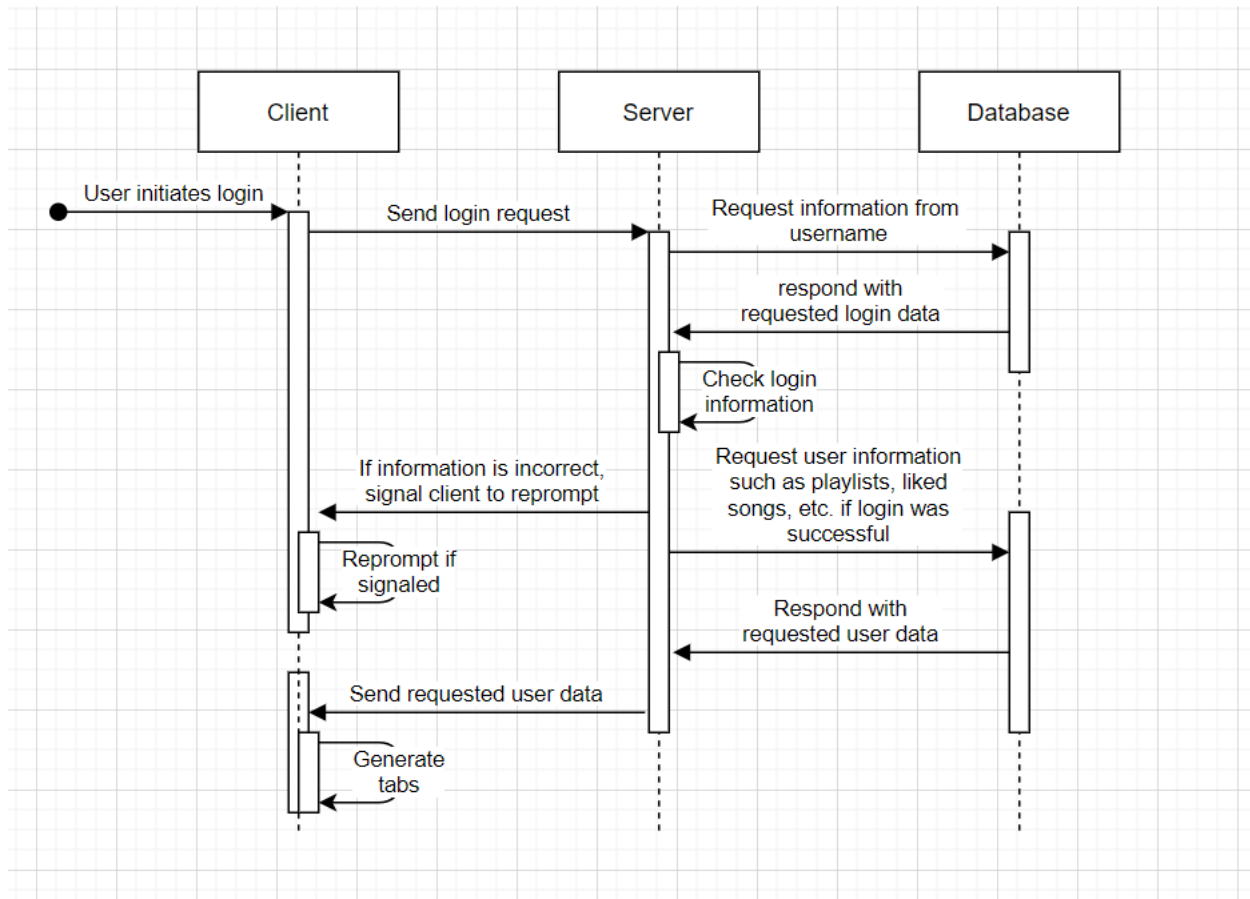 Client
Server
Database
User initiates login
Send login request
Request information from
username
respond with
requested login data
Check login
information
If information is incorrect,
signal client to reprompt
Request user information
such as playlists, liked
songs, etc. if login was
successful
Reprompt if
signaled
Respond with
requested user data
Send requested user data
Generate
tabs